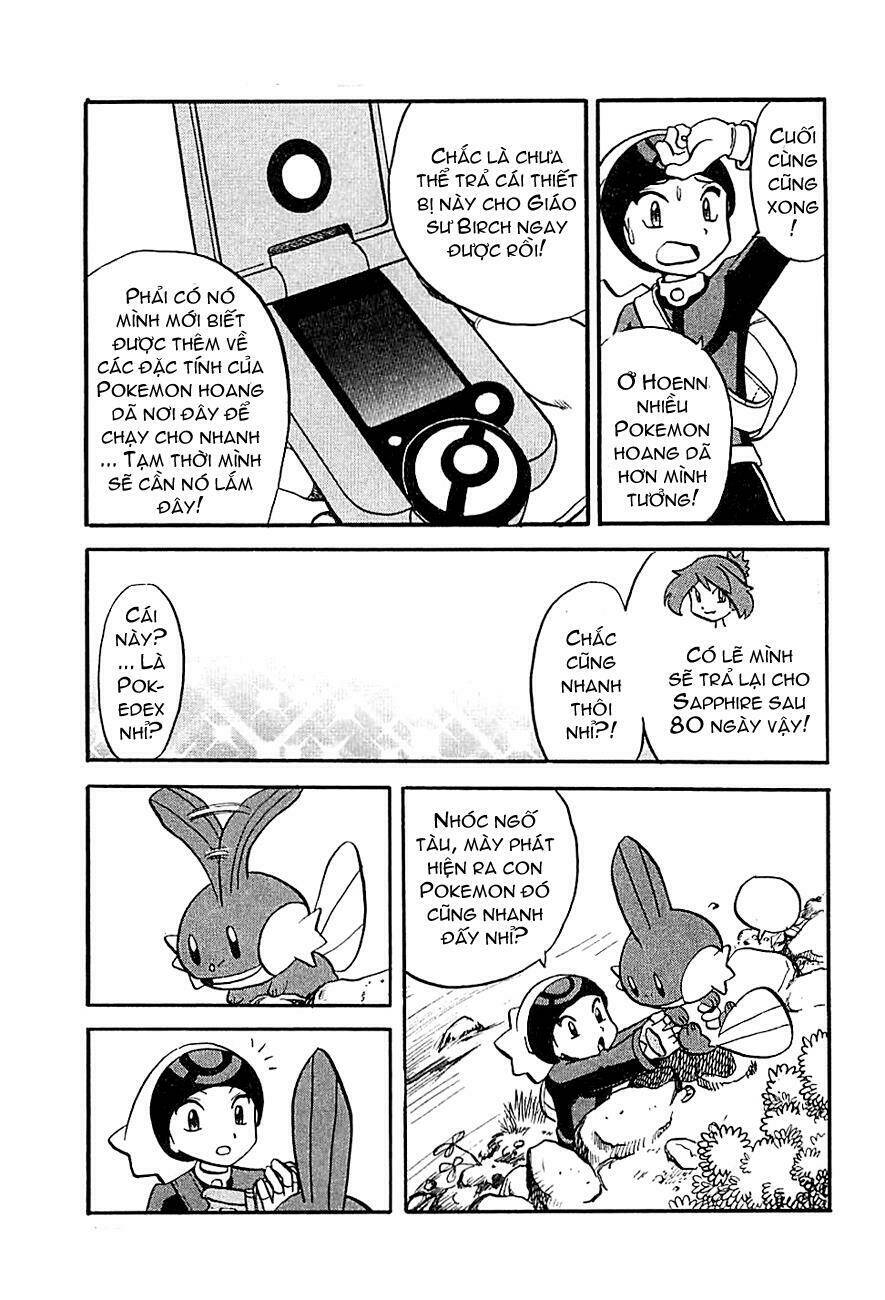 CUỐI
CÙNG
CŨNG
XONG
!
Ở HOENN
NHIỀU
POKEMON
HOANG DÃ
HƠN MÌNH
TƯỞNG!
CHẮC LÀ CHƯA
THỂ TRẢ CÁI THIẾT
BỊ NÀY CHO GIÁO
SƯ BIRCH NGAY
ĐƯỢC RỒI!
PHẢI CÓ NÓ
MÌNH MỚI BIẾT
ĐƯỢC THÊM VỀ
CÁC ĐẶC TÍNH CỦA
POKEMON HOANG
DÃ NƠI ĐÂY ĐỂ
CHẠY CHO NHANH
... TẠM THỜI MÌNH
SẼ CẦN NÓ LẮM
ĐÂY!
CÓ LẼ MÌNH
SẼ TRẢ LẠI CHO
SAPPHIRE SAU
80 NGÀY VẬY!
CHẮC
CŨNG
NHANH
THÔI
NHỈ?!
CÁI
NÀY?
... LÀ
POK-
EDEX
NHỈ?
NHÓC NGỐ
TÀU, MÀY PHÁT
HIỆN RA CON
POKEMON ĐÓ
CŨNG NHANH
ĐẤY NHỈ?